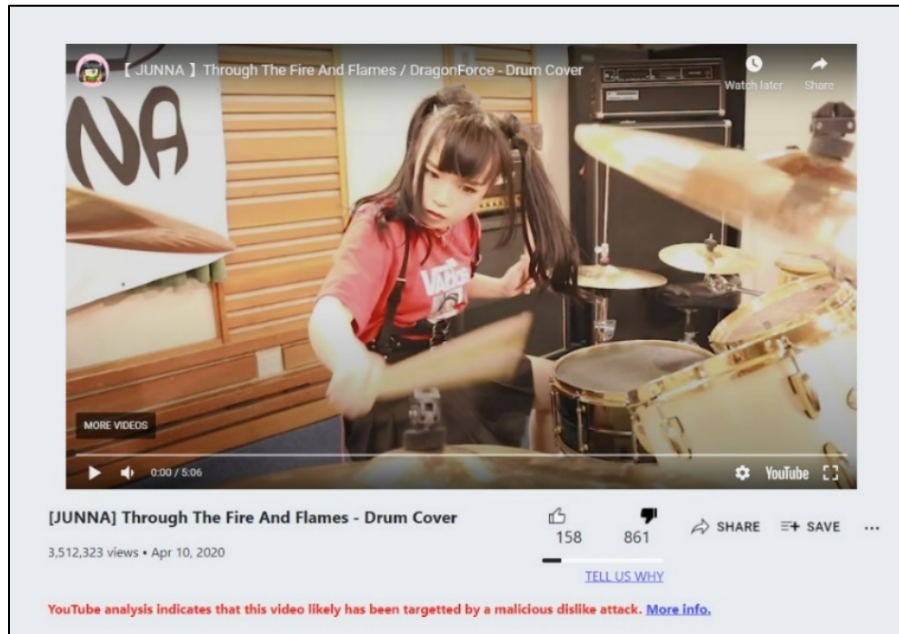 【 JUNNA 】Through The Fire And Flames / DragonForce - Drum Cover
Watch later
Share
NA
VANS
MORE VIDEOS
0:00 / 5:06
YouTube
[JUNNA] Through The Fire And Flames - Drum Cover
158
861
SHARE
SAVE
3,512,323 views • Apr 10, 2020
TELL US WHY
YouTube analysis indicates that this video likely has been targetted by a malicious dislike attack. More info.